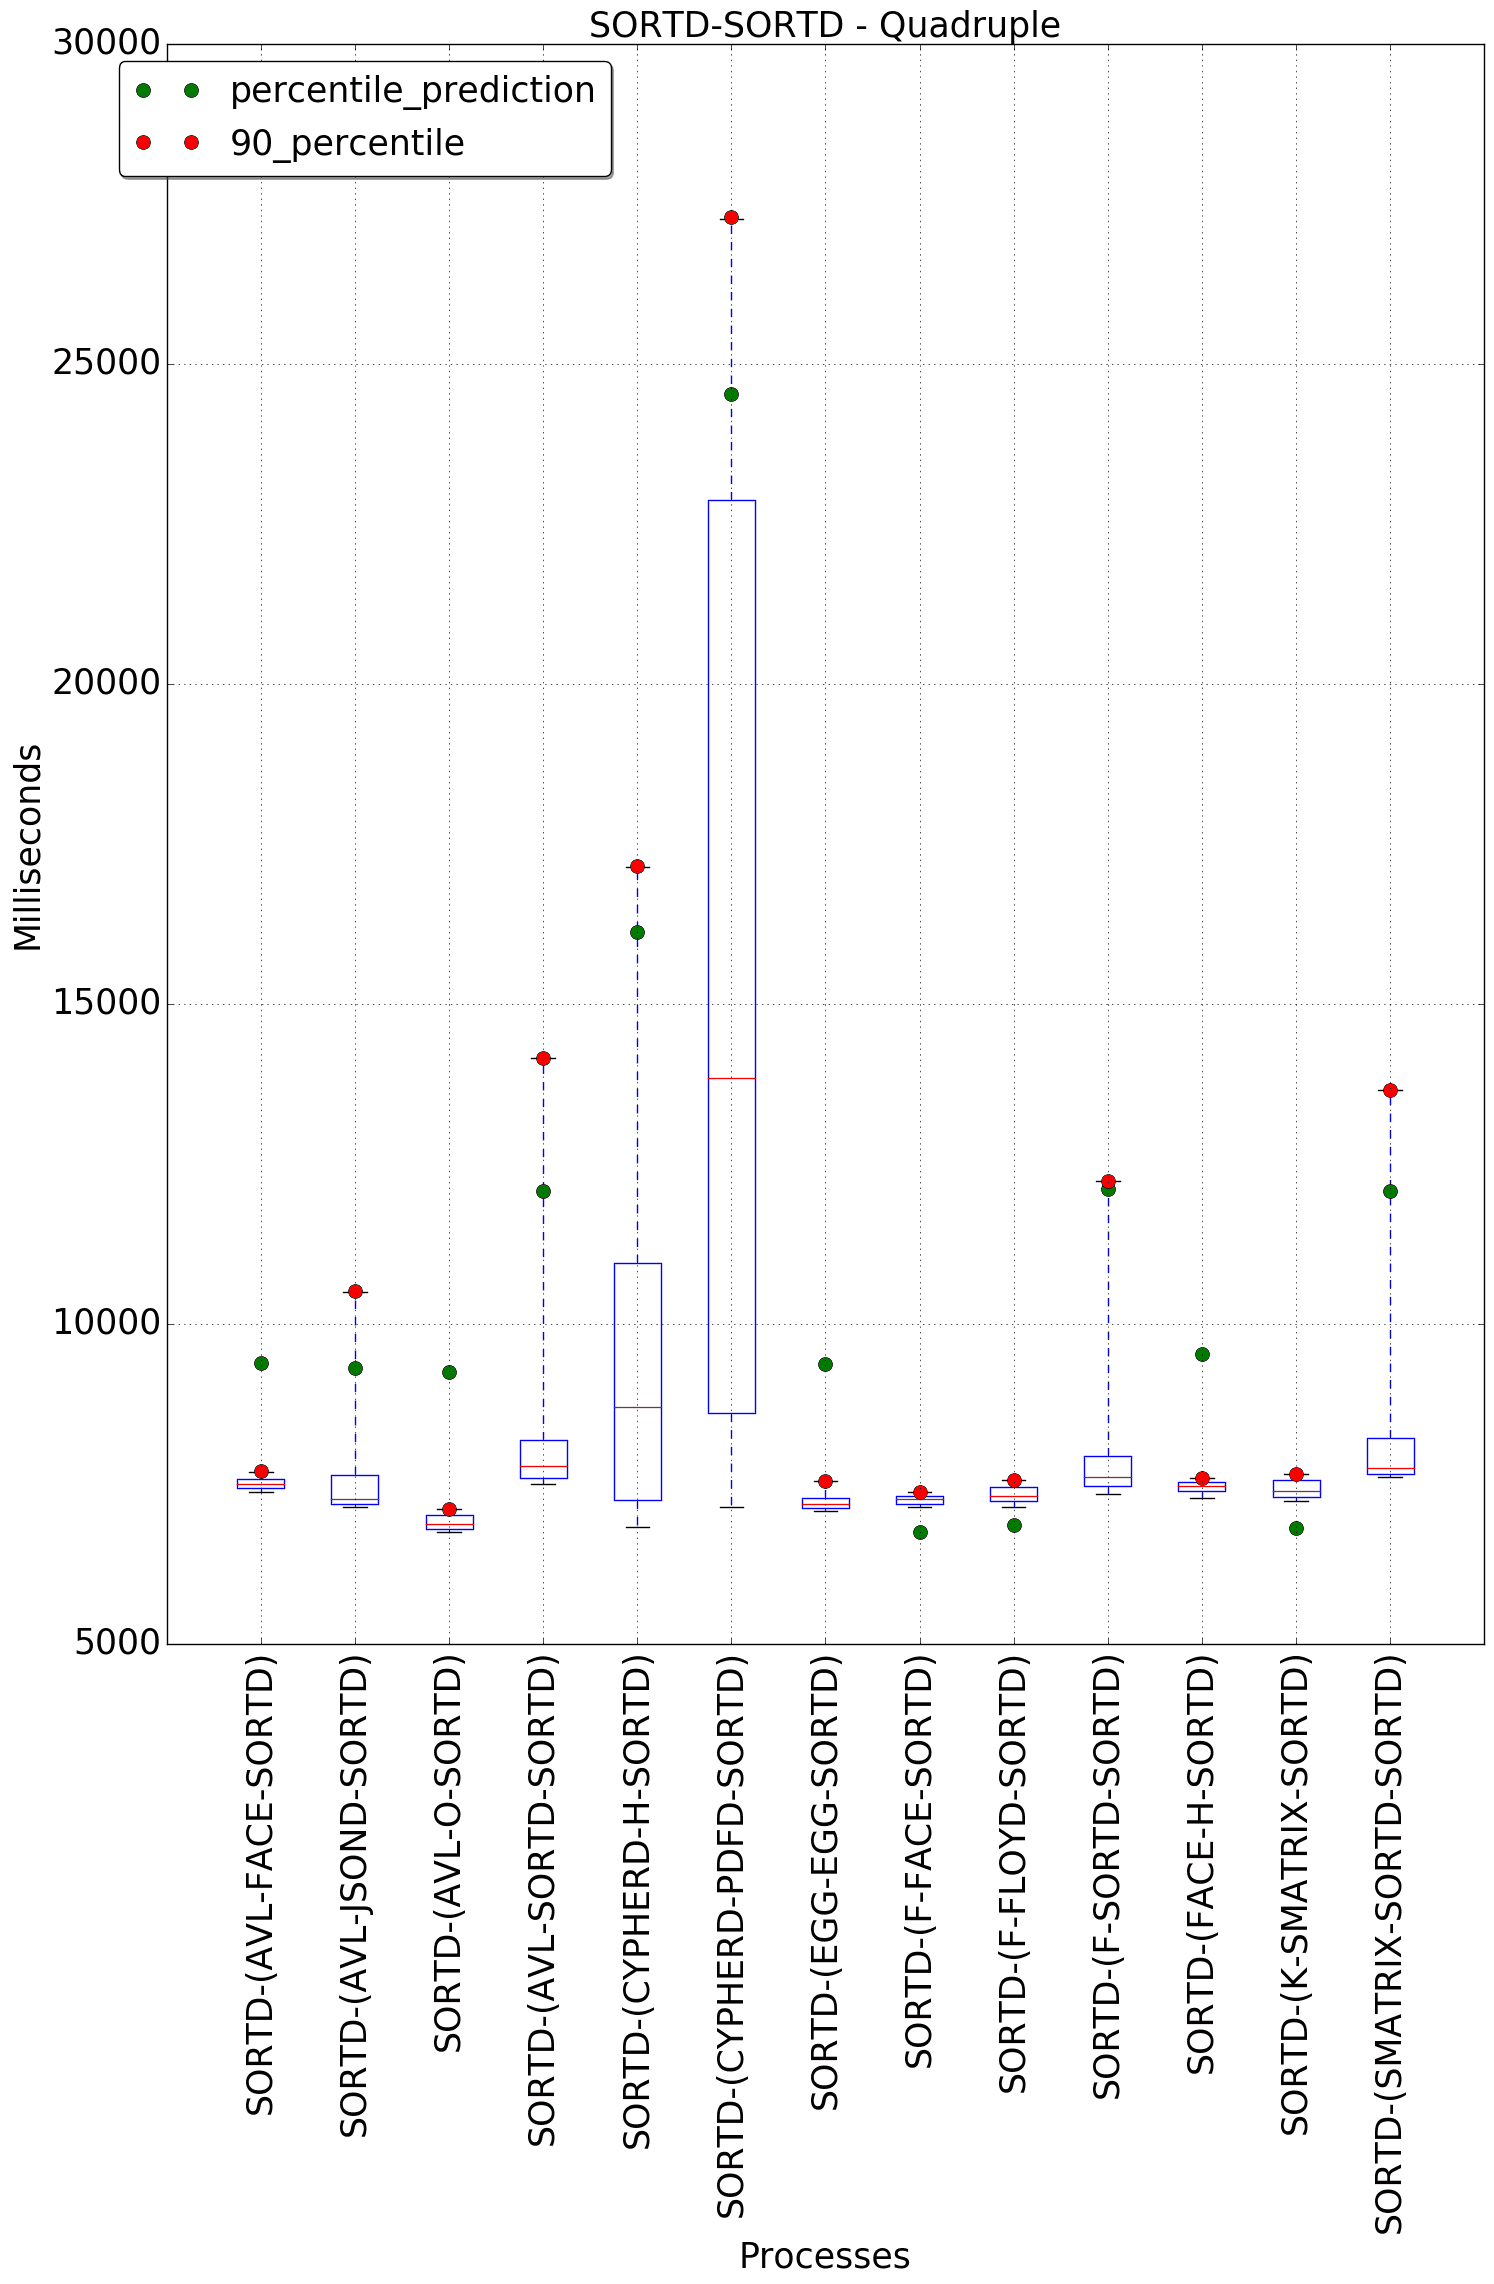 SORTD-SORTD - Quadruple
percentile_prediction
90_percentile
30000
25000
20000
15000
10000
5000
Milliseconds
SORTD-(AVL-FACE-SORTD)
SORTD-(AVL-JSOND-SORTD)
SORTD-(AVL-O-SORTD)
SORTD-(AVL-SORTD-SORTD)
SORTD-(CYPHERD-H-SORTD)
SORTD-(CYPHERD-PDFD-SORTD)
SORTD-(EGG-EGG-SORTD)
SORTD-(F-FACE-SORTD)
SORTD-(F-FLOYD-SORTD)
SORTD-(F-SORTD-SORTD)
SORTD-(FACE-H-SORTD)
SORTD-(K-SMATRIX-SORTD)
SORTD-(SMATRIX-SORTD-SORTD)
Processes